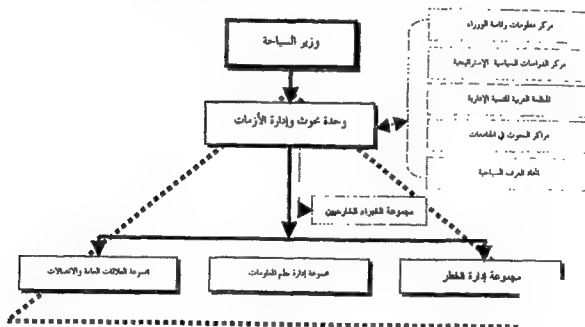 وزير السياحة
مركز معلومات رئاسة الوزراء
مركز الدراسات السياسية الإستراتيجية
المنظمة العربية للتنمية الإدارية
مراكز البحوث في الجامعات
اتحاد الغرف السياحية
وحدة بحوث وإدارة الأزمات
مجموعة الخبراء الخارجيين
مجموعة إدارة الخطر
مجموعة إدارة نظم المعلومات
مجموعة العلاقات العامة والاتصالات